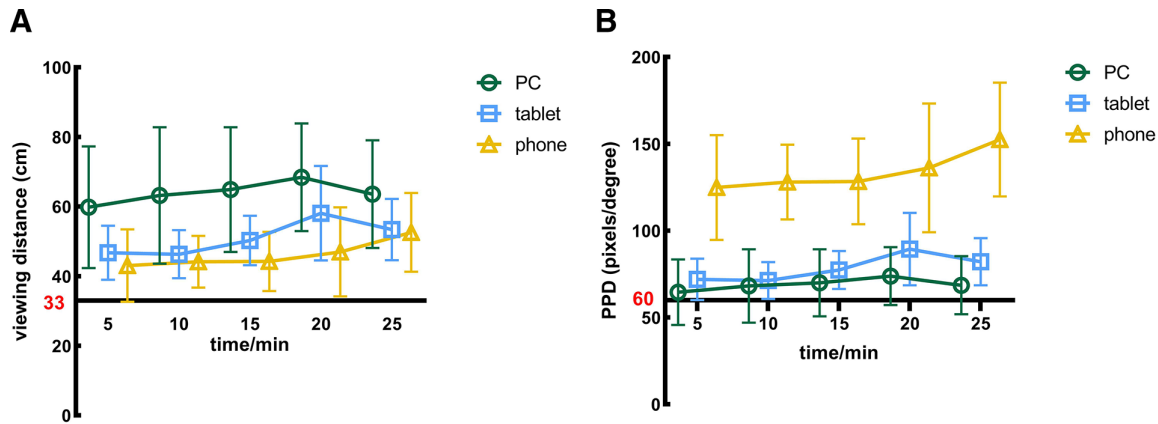 A
viewing distance (cm)
100
80
60
40
33
20
0
5 10 15 20 25
time/min
PC
tablet
phone
B
PPD (pixels/degree)
200
150
100
60
50
0
5 10 15 20 25
time/min
PC
tablet
phone